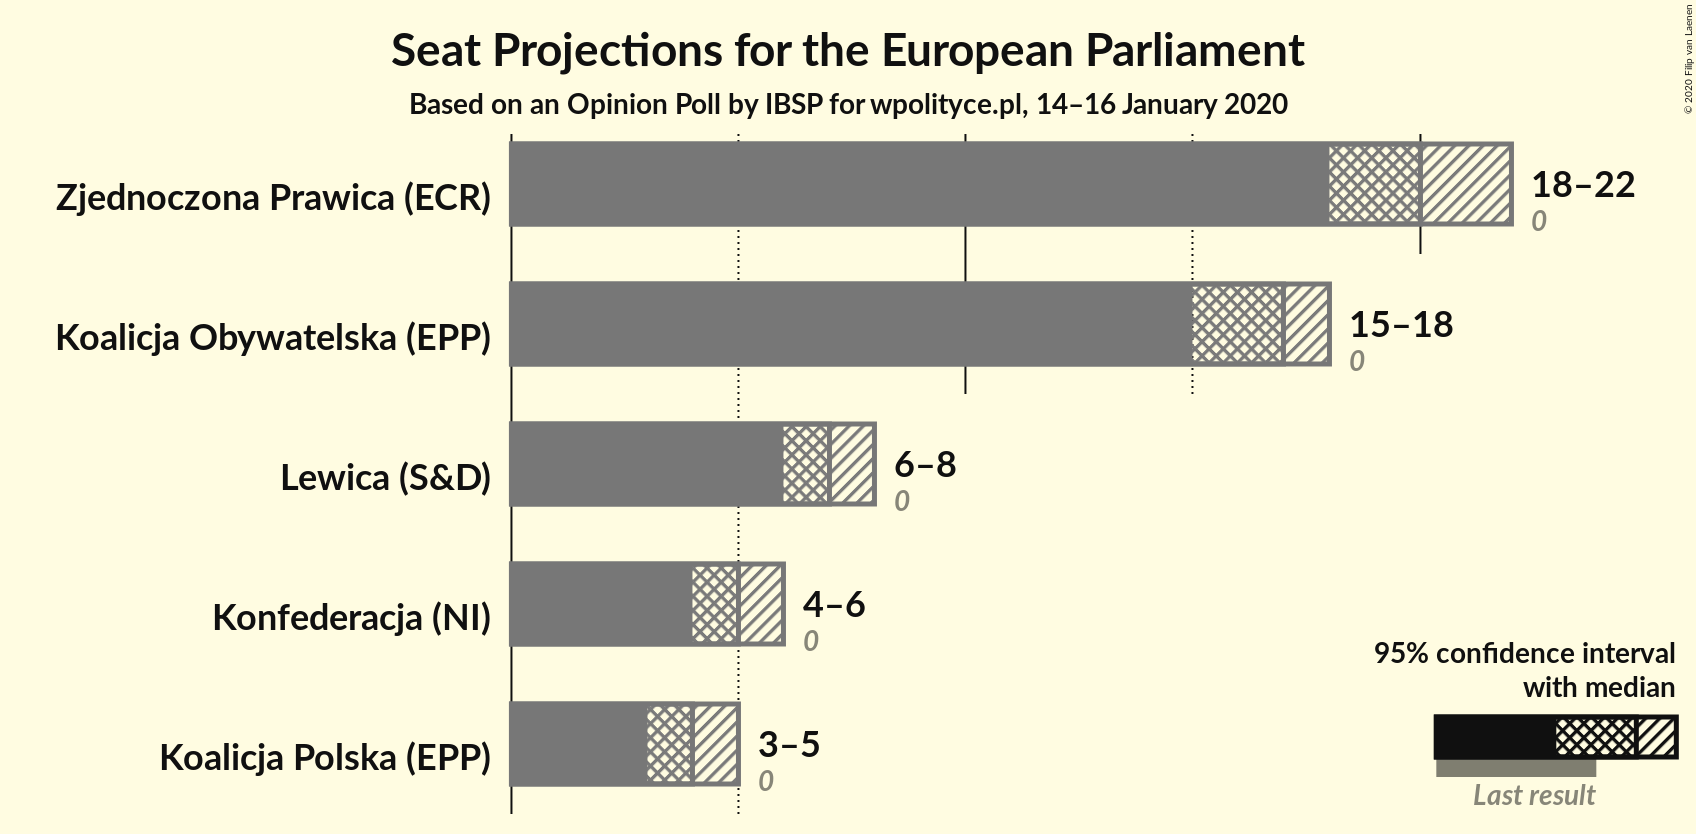 Seat Projections for the European Parliament
Based on an Opinion Poll by IBSP for wpolityce.pl, 14–16 January 2020
© 2020 Filip van Laenen
Zjednoczona Prawica (ECR)
18–22
0
Koalicja Obywatelska (EPP)
15–18
0
Lewica (S&D)
6–8
0
Konfederacja (NI)
4–6
0
Koalicja Polska (EPP)
3–5
0
95% confidence interval
with median
Last result